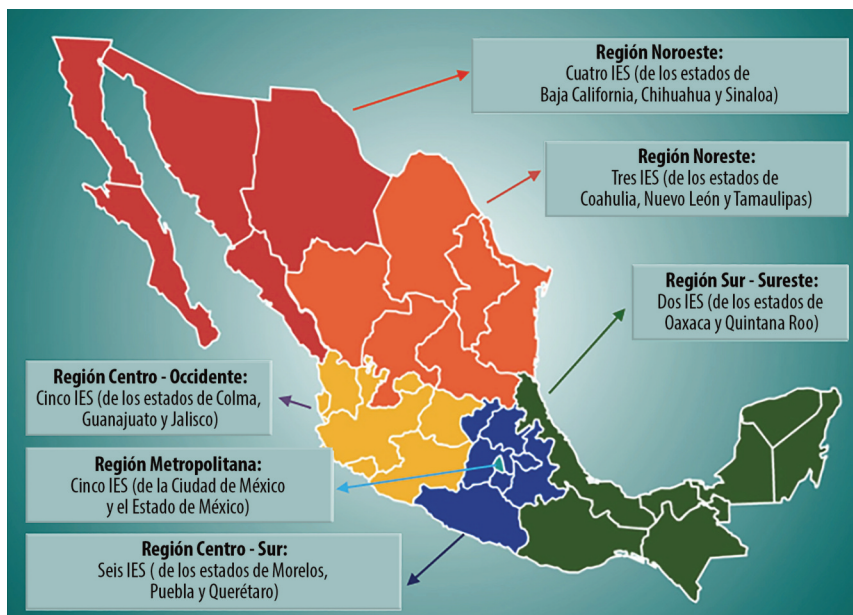 Región Noroeste:
Cuatro IES (de los estados de
Baja California, Chihuahua y Sinaloa)
Región Noreste:
Tres IES (de los estados de
Coahulia, Nuevo León y Tamaulipas)
Región Sur - Sureste:
Dos IES (de los estados de
Oaxaca y Quintana Roo)
Región Centro - Occidente:
Cinco IES (de los estados de Colma,
Guanajuato y Jalisco)
Región Metropolitana:
Cinco IES (de la Ciudad de México
y el Estado de México)
Región Centro - Sur:
Seis IES ( de los estados de Morelos,
Puebla y Querétaro)